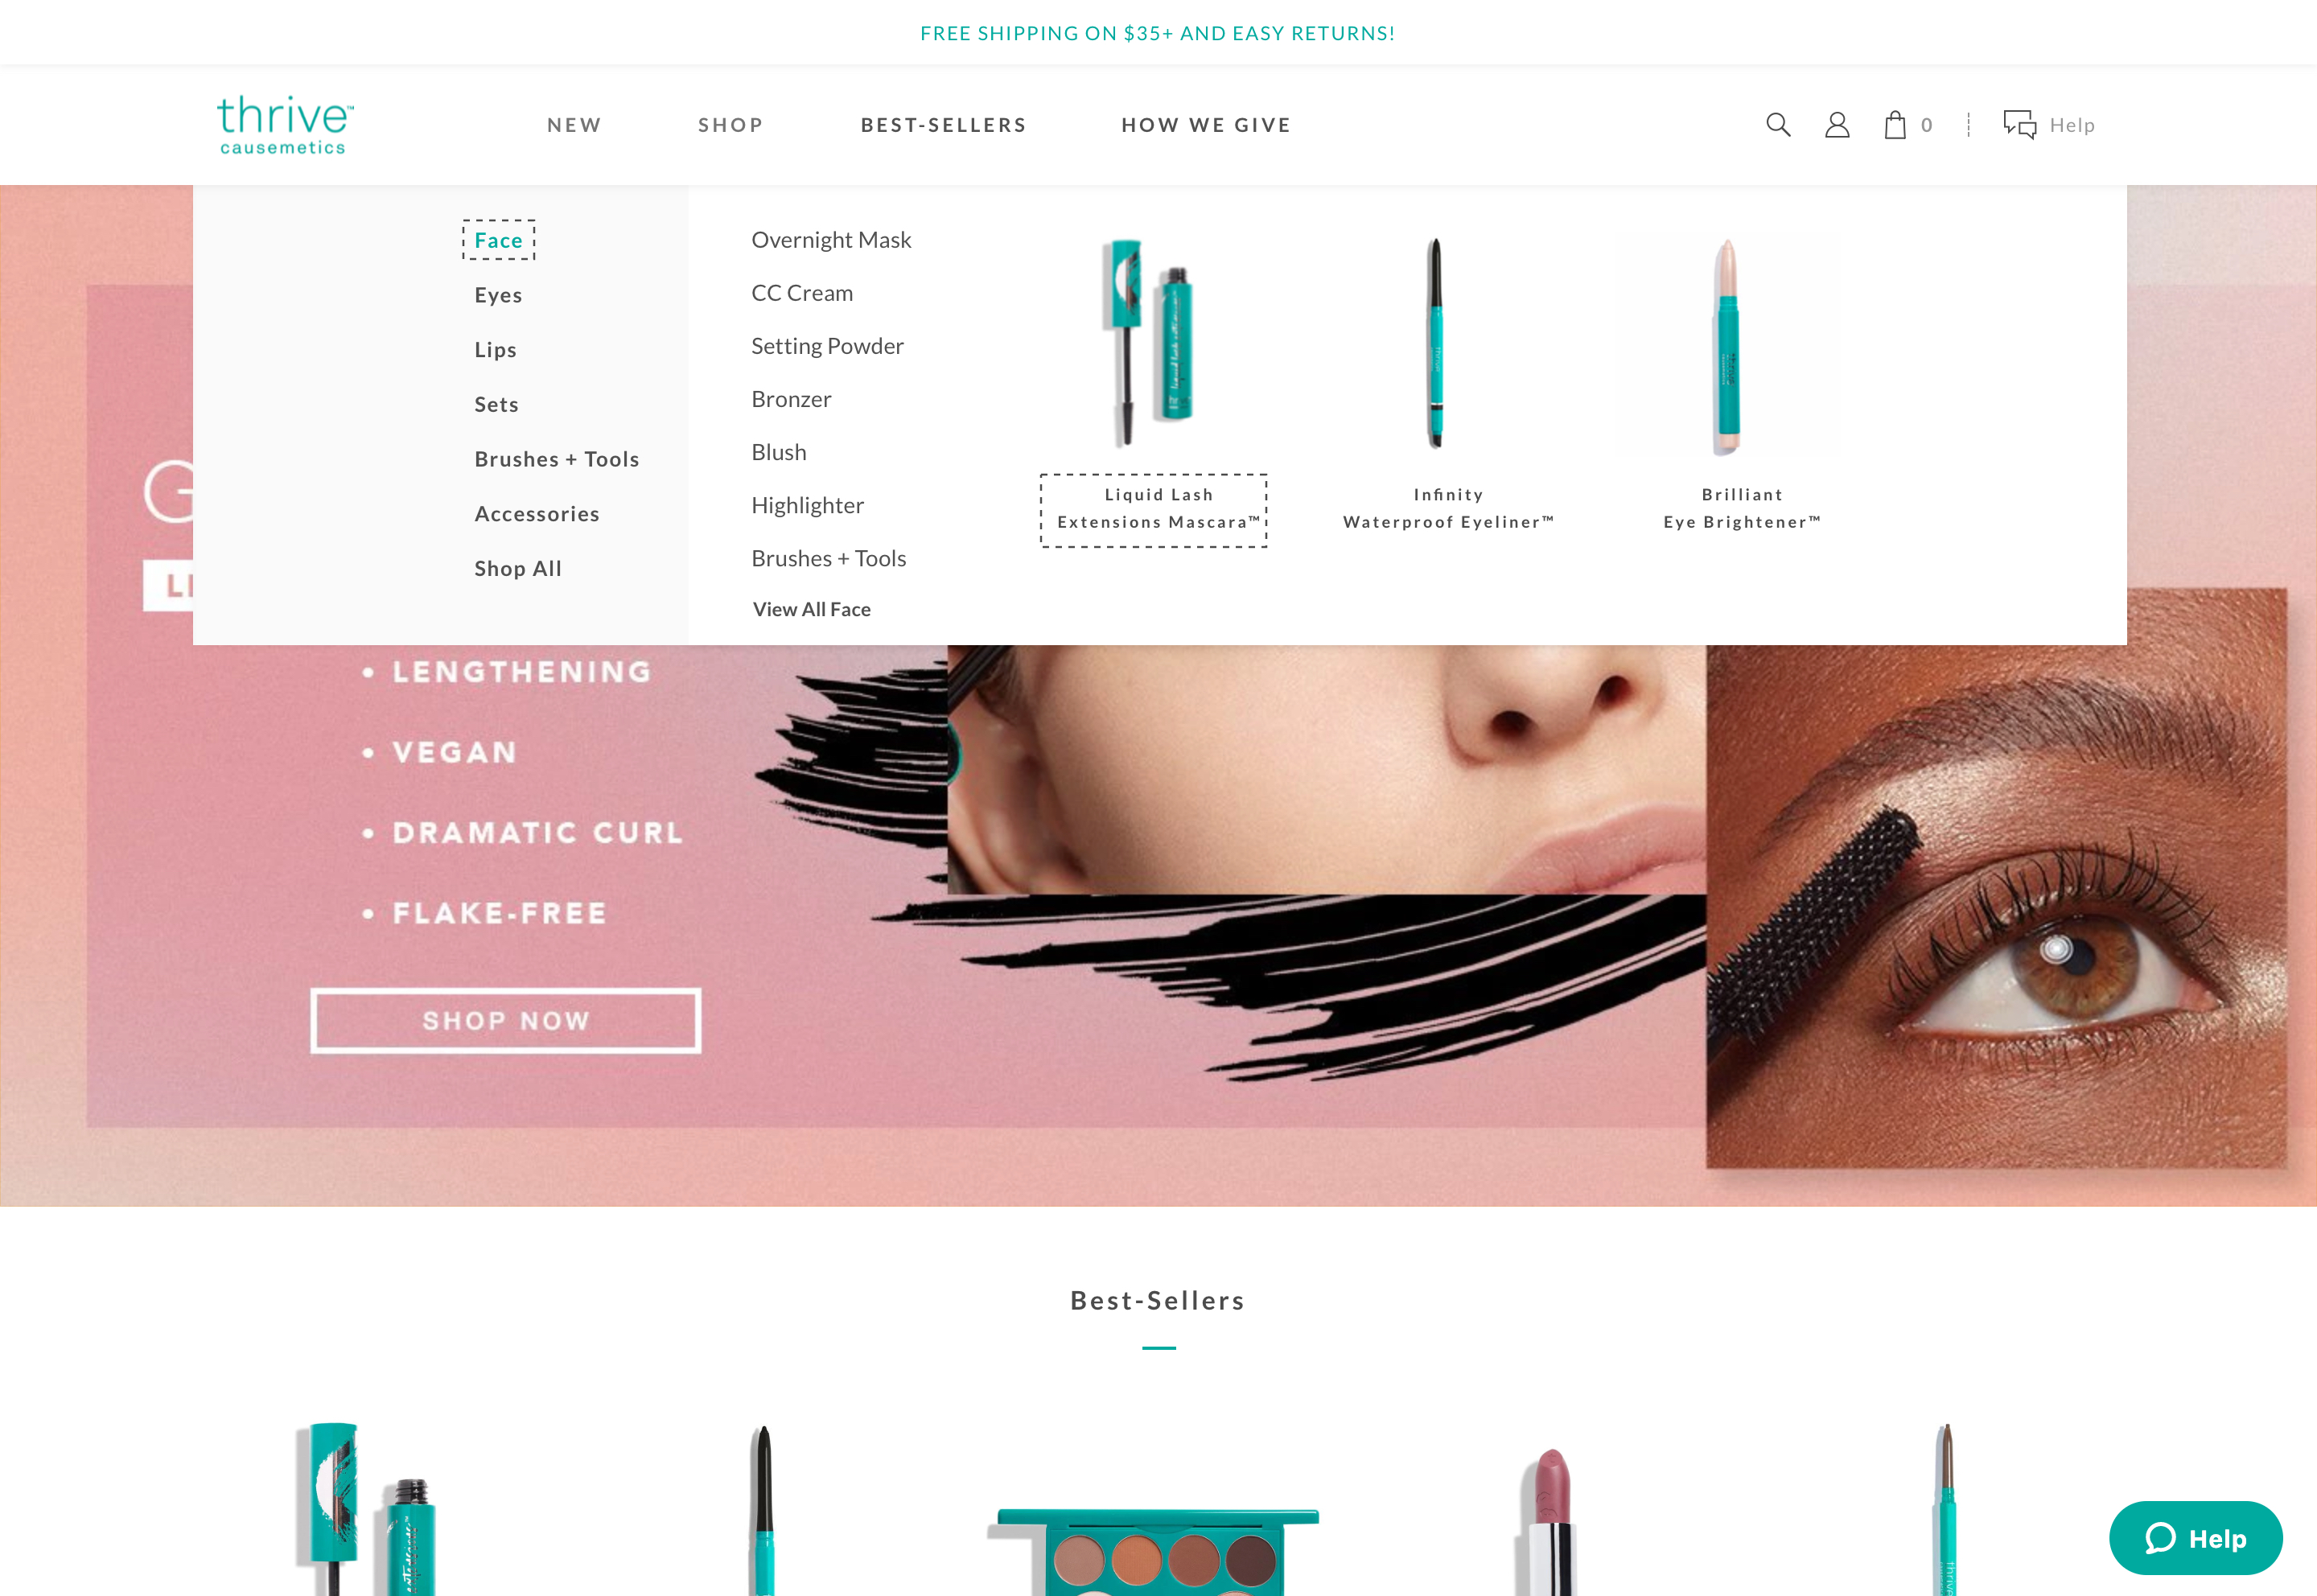 FREE SHIPPING ON $35+ AND EASY RETURNS!
thrive™
causemetics
NEW
SHOP
BEST-SELLERS
HOW WE GIVE
0
Help
Face
Eyes
Lips
Sets
Brushes + Tools
Accessories
Shop All
Overnight Mask
CC Cream
Setting Powder
Bronzer
Blush
Highlighter
Brushes + Tools
View All Face
Liquid Lash
Extensions Mascara™
Infinity
Waterproof Eyeliner™
Brilliant
Eye Brightener™
• LENGTHENING
• VEGAN
• DRAMATIC CURL
• FLAKE-FREE
SHOP NOW
Best-Sellers
Help